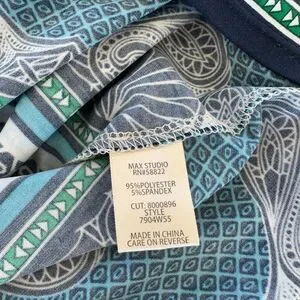 MAX STUDIO
RN#58822
95%POLYESTER
5%SPANDEX
CUT: 8000896
STYLE
7904W55
MADE IN CHINA
CARE ON REVERSE